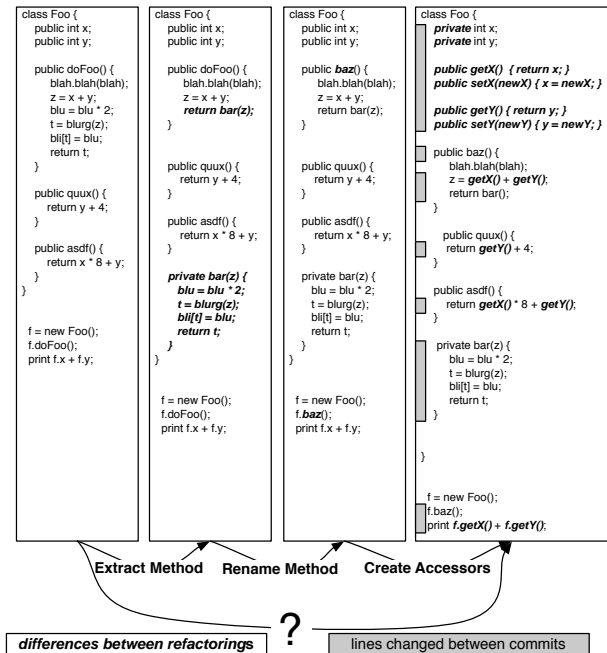 class Foo {
public int x;
public int y;
public doFoo() {
blah.blah(blah);
z = x + y;
blu = blu * 2;
t = blurg(z);
bli[t] = blu;
return t;
}
public quux() {
return y + 4;
}
public asdf() {
return x * 8 + y;
}
}
f = new Foo();
f.doFoo();
print f.x + f.y;
class Foo {
public int x;
public int y;
public doFoo() {
blah.blah(blah);
z = x + y;
return bar(z);
}
public quux() {
return y + 4;
}
public asdf() {
return x * 8 + y;
}
private bar(z) {
blu = blu * 2;
t = blurg(z);
bli[t] = blu;
return t;
}
}
f = new Foo();
f.doFoo();
print f.x + f.y;
class Foo {
public int x;
public int y;
public baz() {
blah.blah(blah);
z = x + y;
return bar(z);
}
public quux() {
return y + 4;
}
public asdf() {
return x * 8 + y;
}
private bar(z) {
blu = blu * 2;
t = blurg(z);
bli[t] = blu;
return t;
}
}
f = new Foo();
f.baz();
print f.x + f.y;
class Foo {
private int x;
private int y;
public getX() { return x; }
public setX(newX) { x = newX; }
public getY() { return y; }
public setY(newY) { y = newY; }
public baz() {
blah.blah(blah);
z = getX() + getY();
return bar();
}
public quux() {
return getY() + 4;
}
public asdf() {
return getX() * 8 + getY();
}
private bar(z) {
blu = blu * 2;
t = blurg(z);
bli[t] = blu;
return t;
}
}
f = new Foo();
f.baz();
print f.getX() + f.getY();
Extract Method
Rename Method
Create Accessors
?
differences between refactorings
lines changed between commits